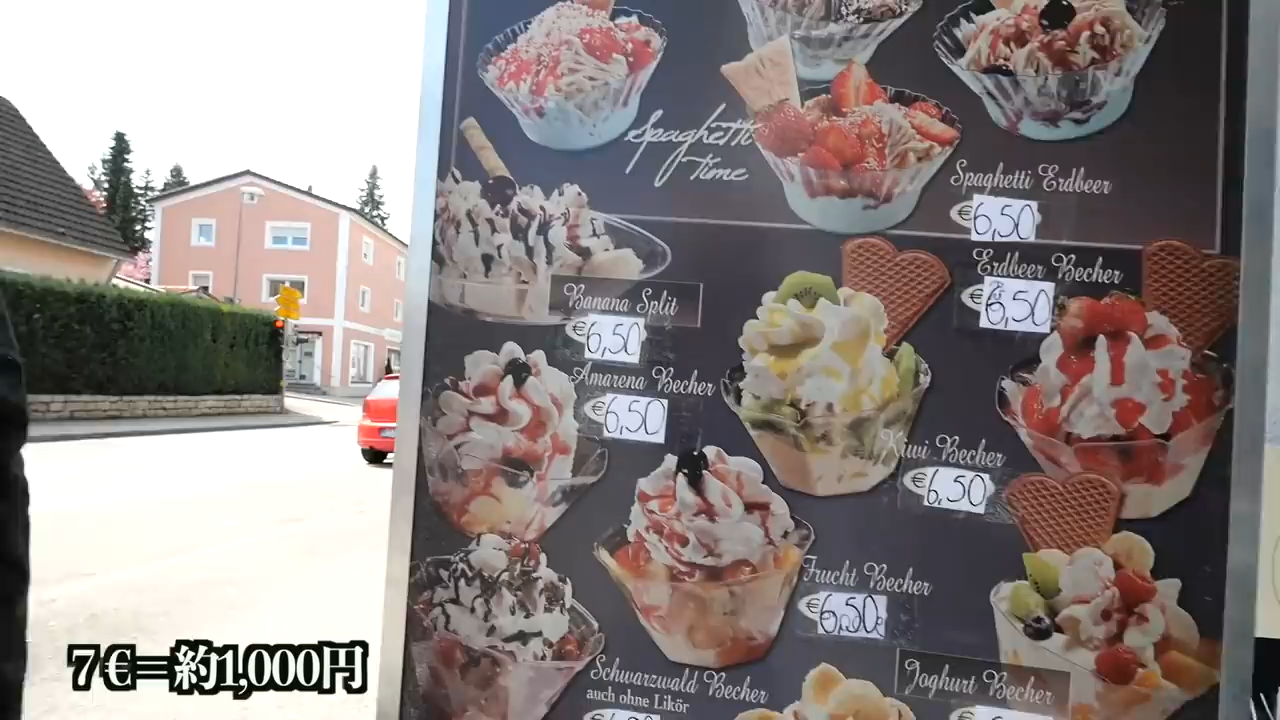 Spaghetti
Time
Spaghetti Erdbeer
€6,50
Erdbeer Becher
€6,50
Banana Split
€6,50
Amarena Becher
€6,50
Kiwi Becher
€6,50
Frucht Becher
€6,50
Schwarzwald Becher
auch ohne Likör
Joghurt Becher
7€=約1,000円